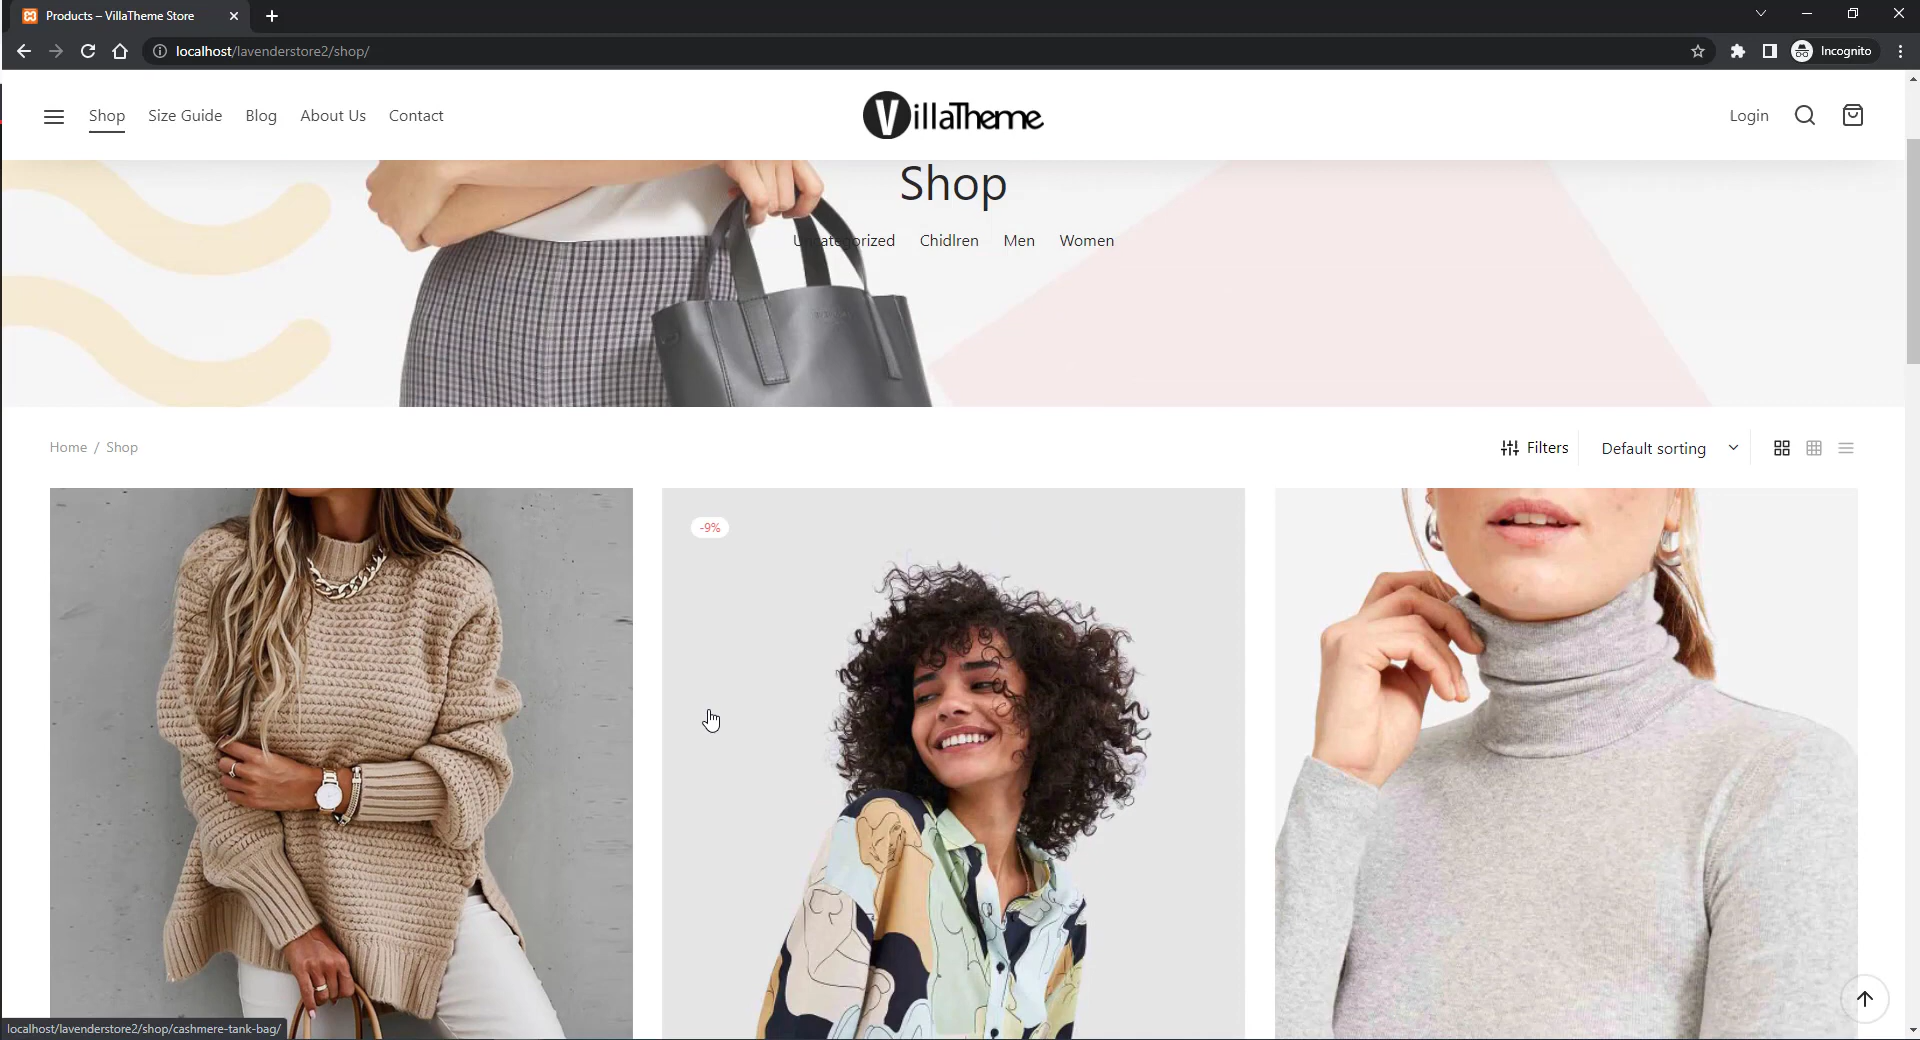 Products – VillaTheme Store
localhost/lavenderstore2/shop/
Incognito
Shop
Size Guide
Blog
About Us
Contact
VillaTheme
Login
Shop
Uncategorized
Chidlren
Men
Women
Home / Shop
Filters
Default sorting
-9%
localhost/lavenderstore2/shop/cashmere-tank-bag/